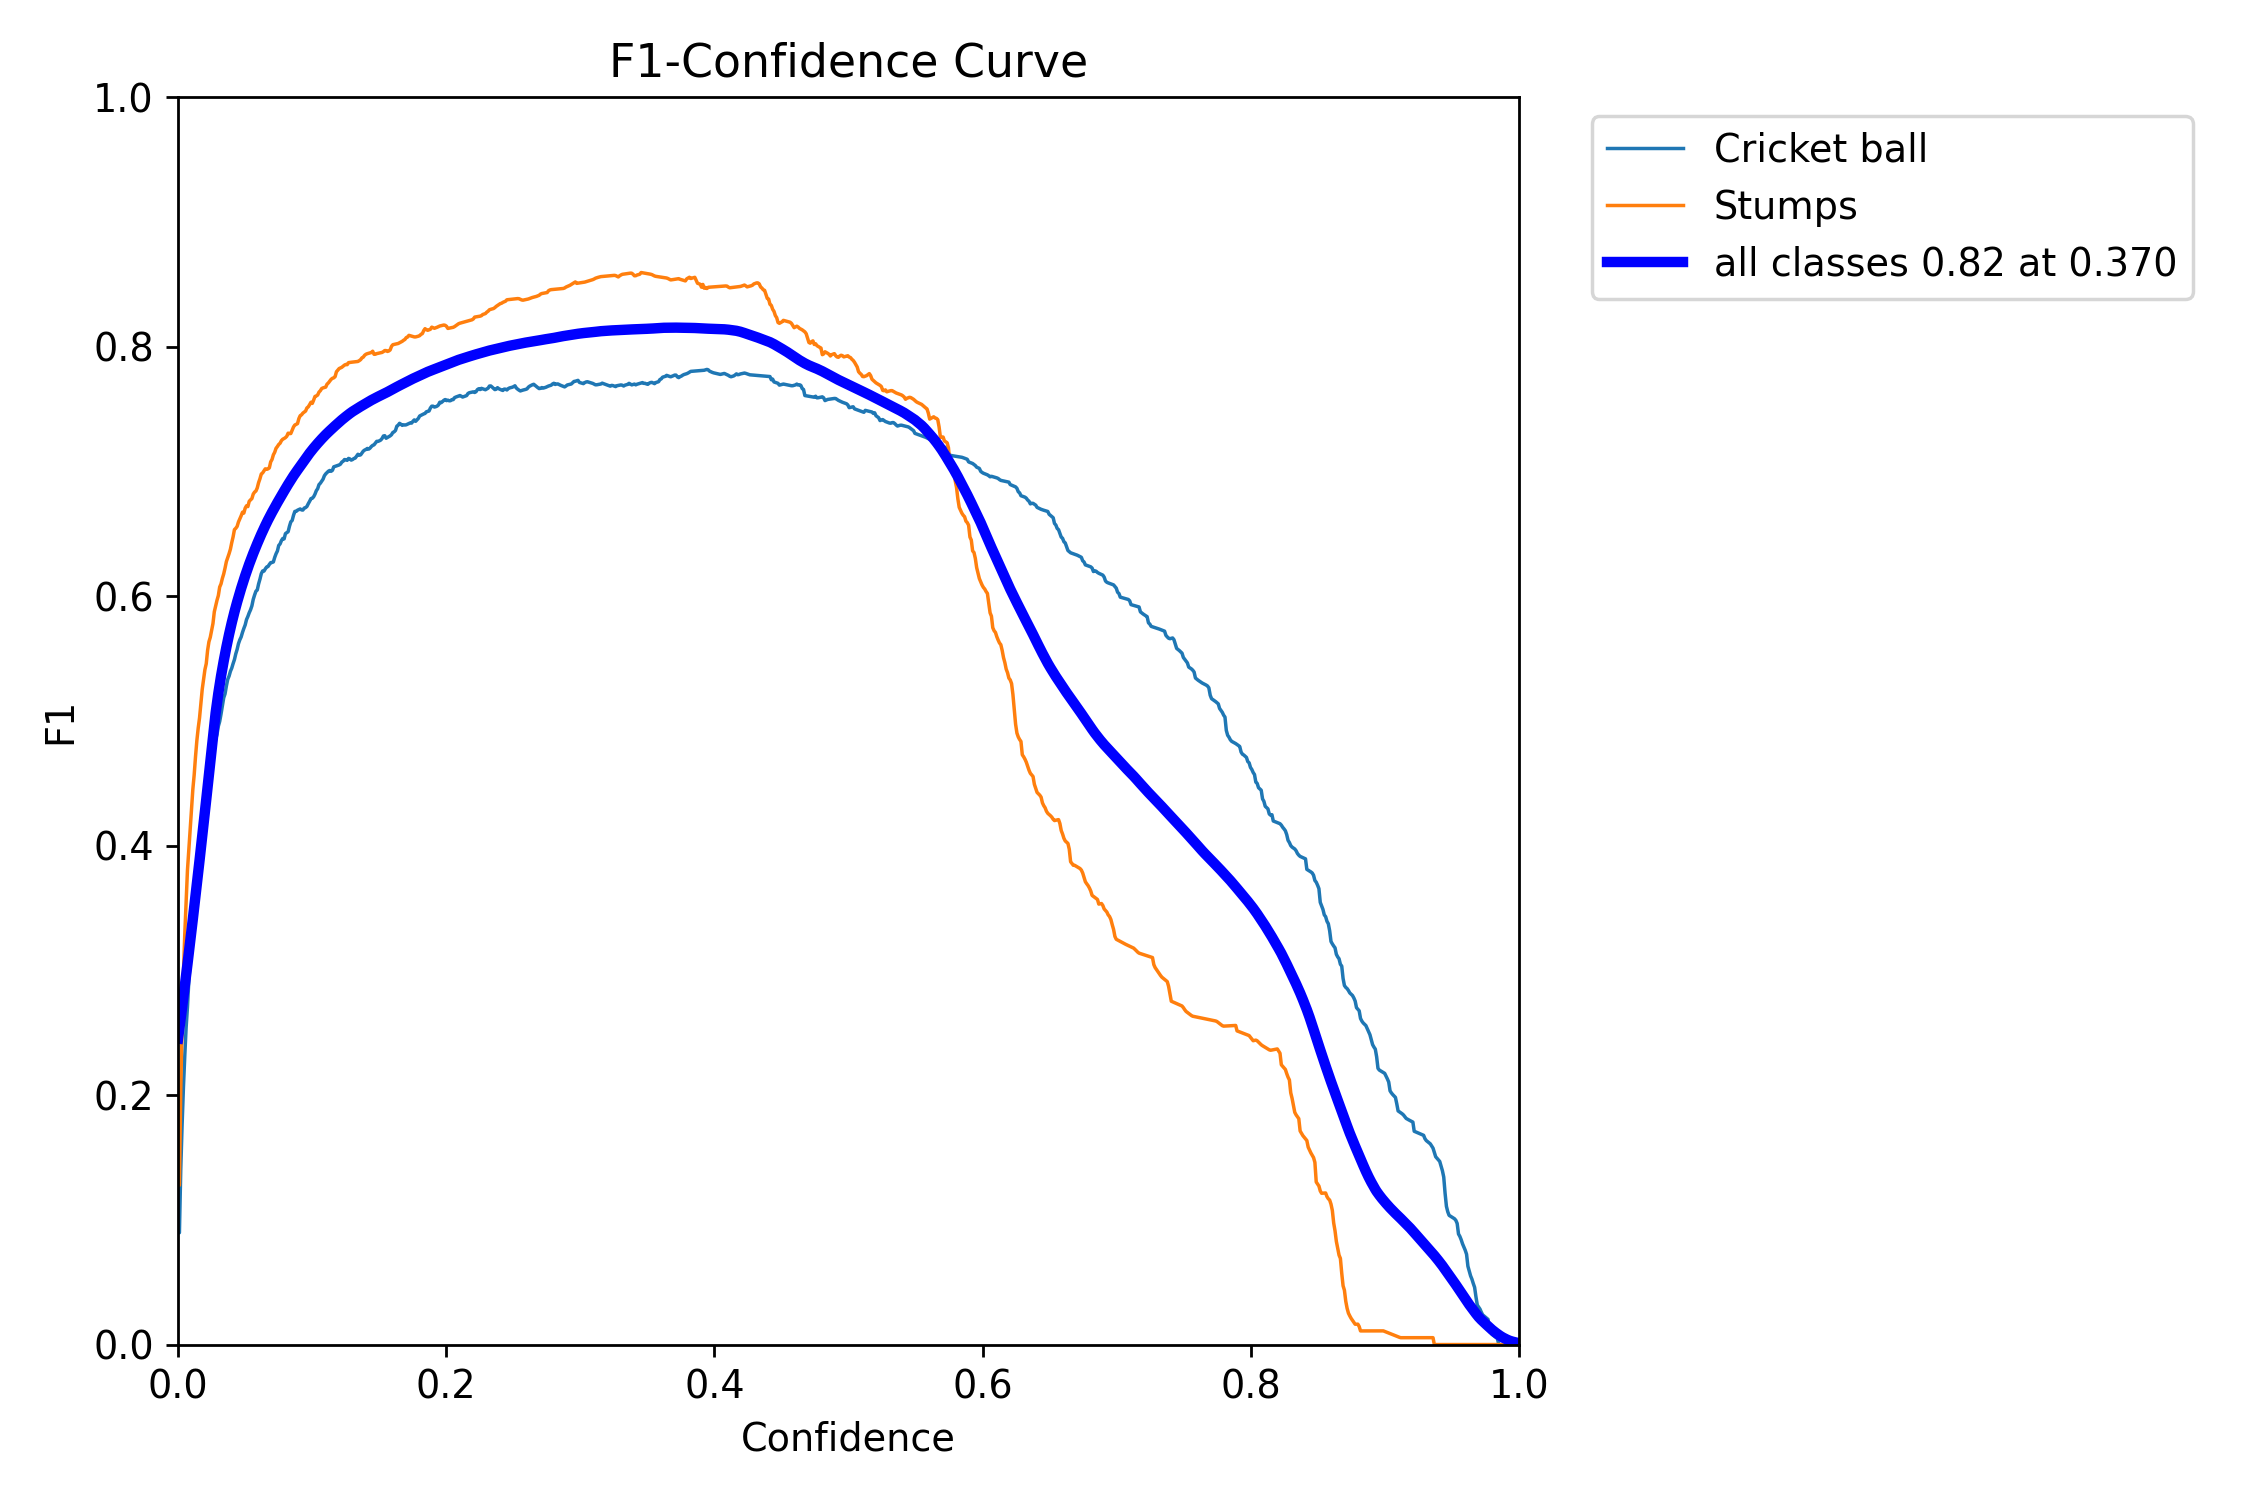 F1-Confidence Curve
1.0
0.8
0.6
0.4
0.2
0.0
F1
0.0 0.2 0.4 0.6 0.8 1.0
Confidence
Cricket ball
Stumps
all classes 0.82 at 0.370